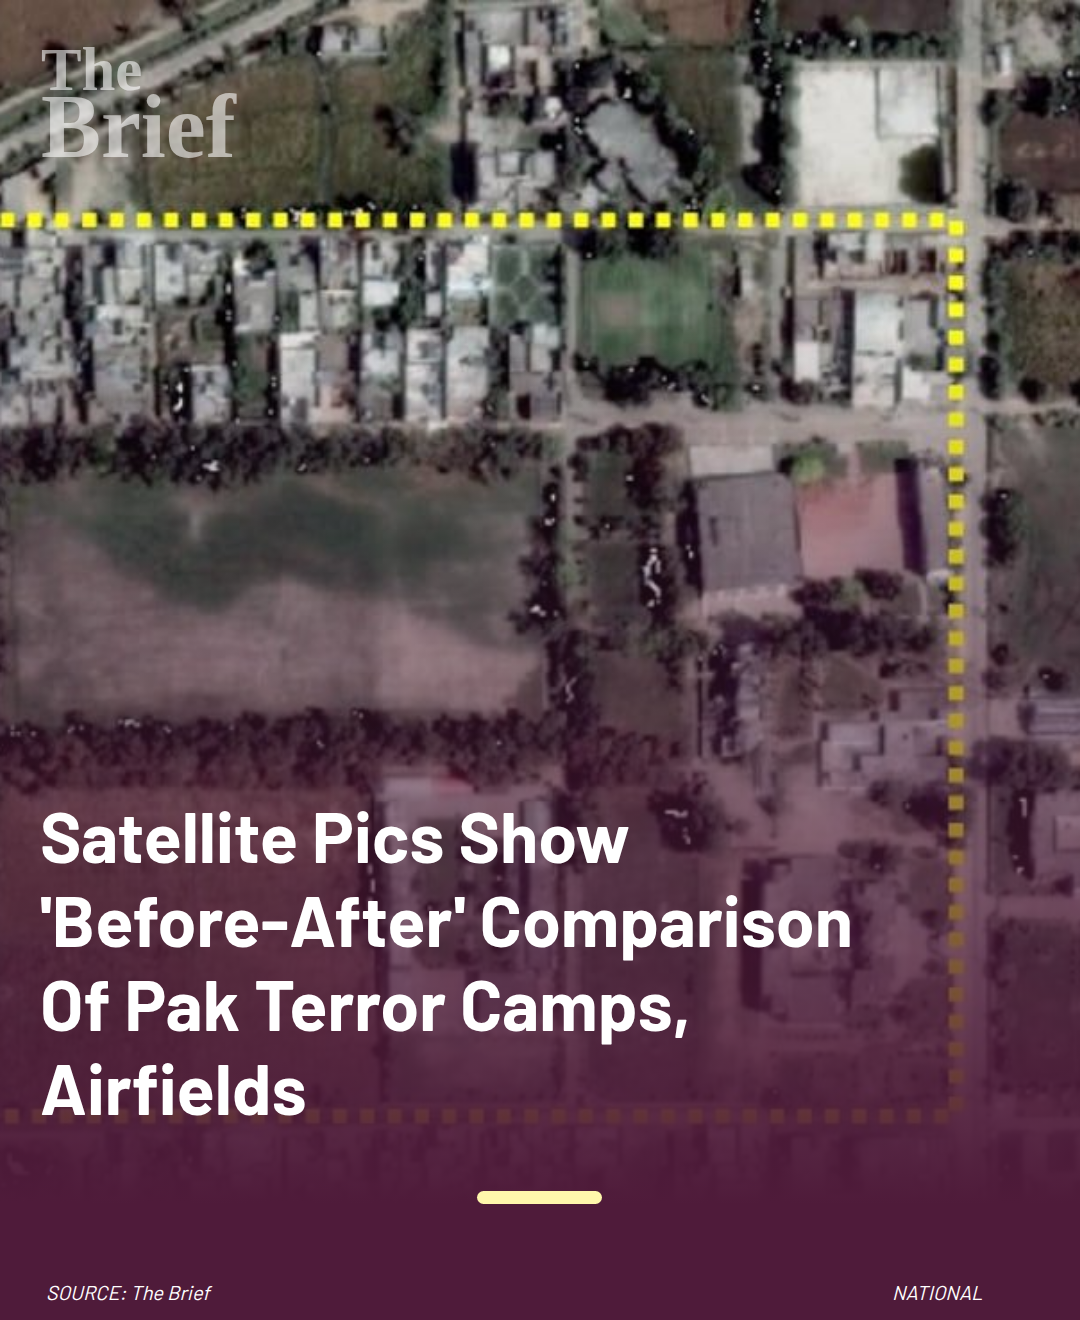 The
Brief
Satellite Pics Show
'Before-After' Comparison
Of Pak Terror Camps,
Airfields
SOURCE: The Brief
NATIONAL